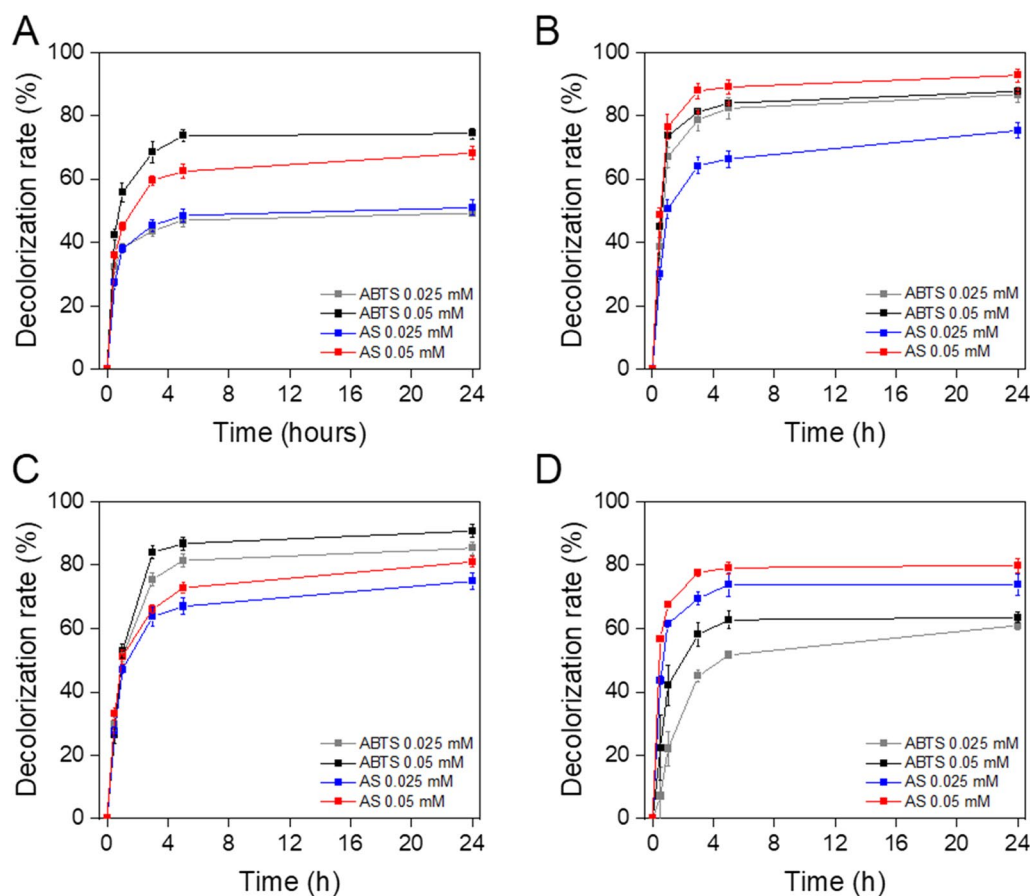 A
Decolorization rate (%)
100
80
60
40
20
0
ABTS 0.025 mM
ABTS 0.05 mM
AS 0.025 mM
AS 0.05 mM
0 4 8 12 16 20 24
Time (hours)
B
Decolorization rate (%)
100
80
60
40
20
0
ABTS 0.025 mM
ABTS 0.05 mM
AS 0.025 mM
AS 0.05 mM
0 4 8 12 16 20 24
Time (h)
C
Decolorization rate (%)
100
80
60
40
20
0
ABTS 0.025 mM
ABTS 0.05 mM
AS 0.025 mM
AS 0.05 mM
0 4 8 12 16 20 24
Time (h)
D
Decolorization rate (%)
100
80
60
40
20
0
ABTS 0.025 mM
ABTS 0.05 mM
AS 0.025 mM
AS 0.05 mM
0 4 8 12 16 20 24
Time (h)